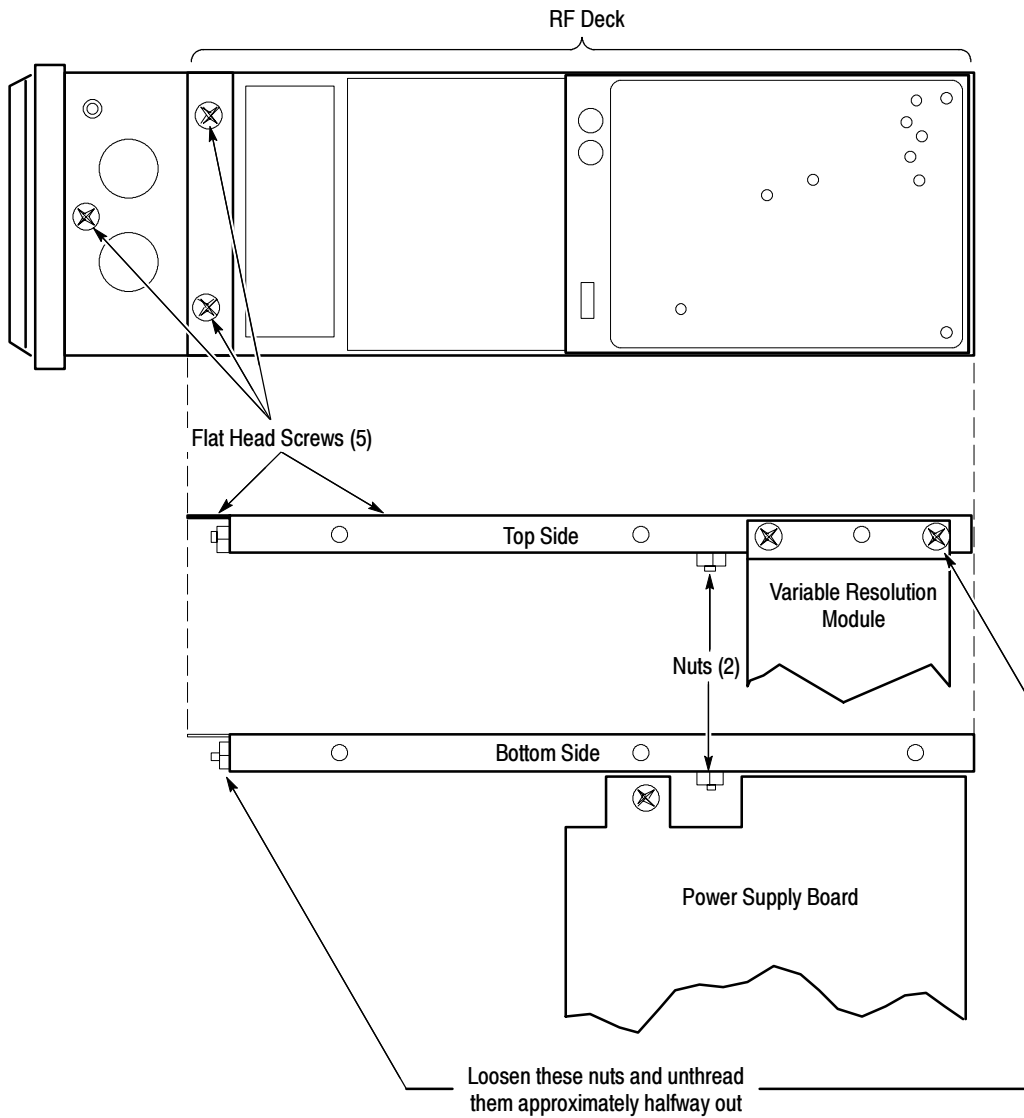 RF Deck
Flat Head Screws (5)
Top Side
Variable Resolution
Module
Nuts (2)
Bottom Side
Power Supply Board
Loosen these nuts and unthread
them approximately halfway out